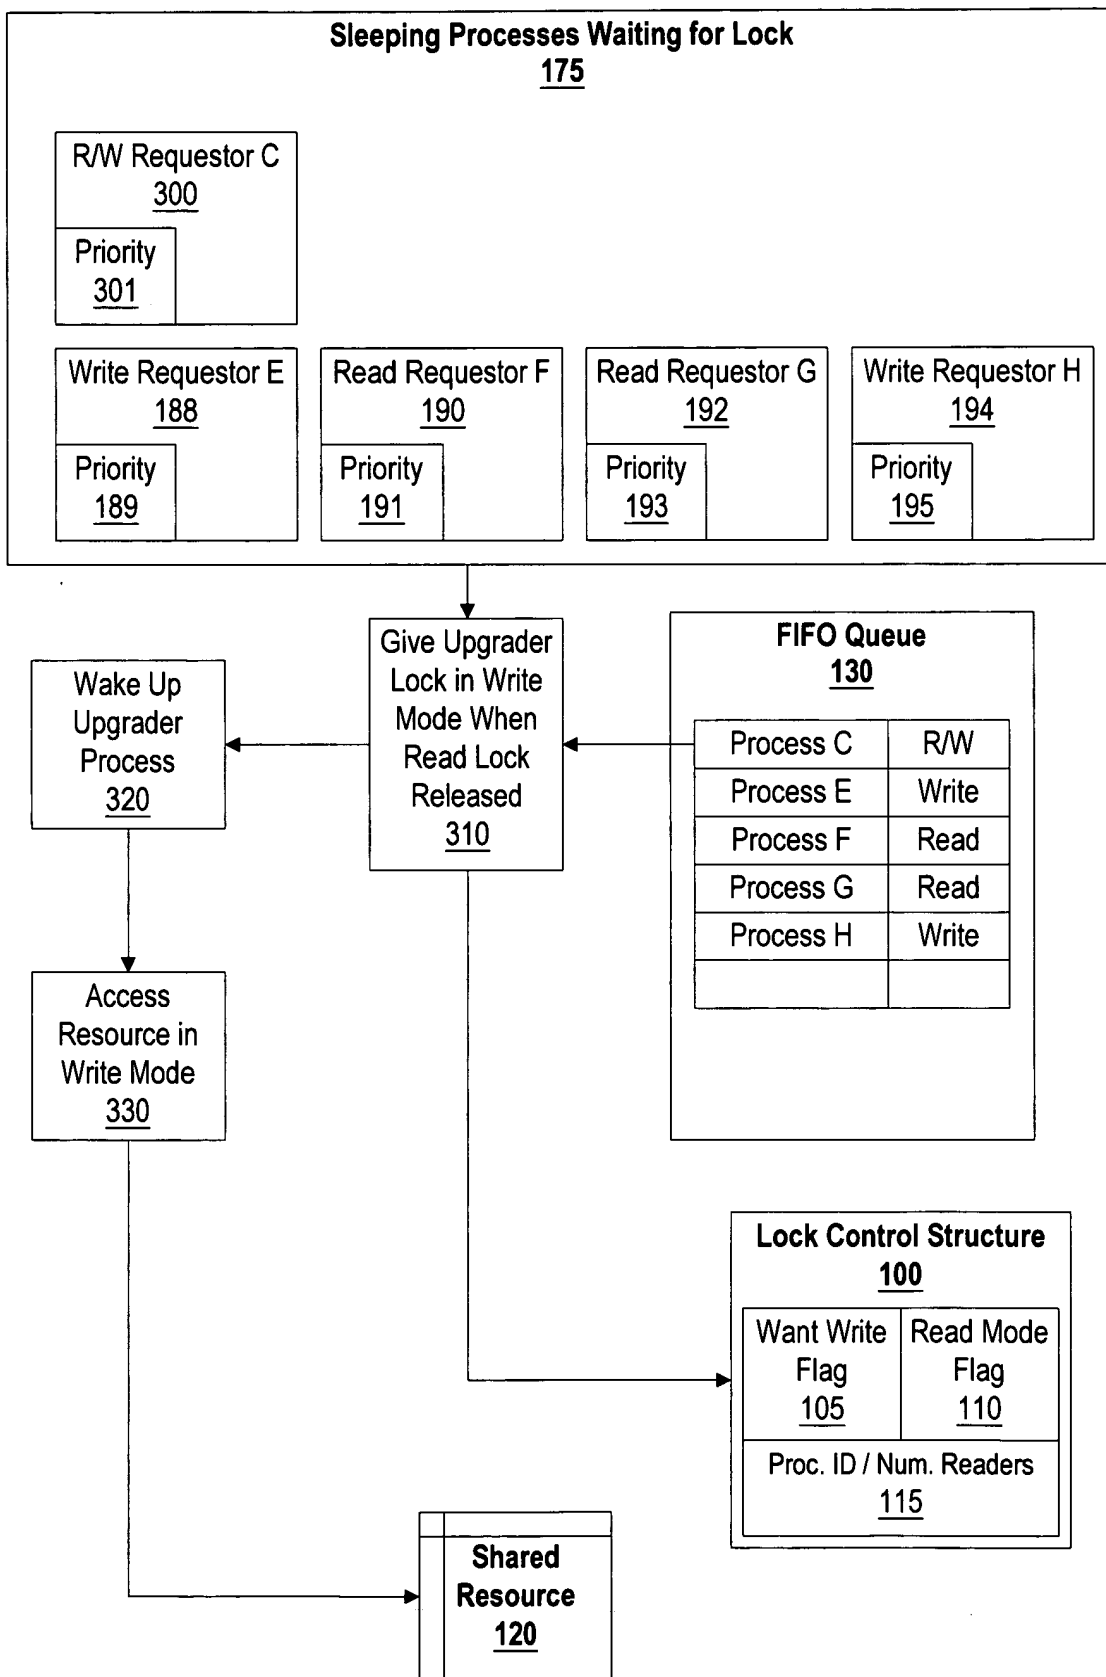 Sleeping Processes Waiting for Lock
175
R/W Requestor C
300
Priority
301
Write Requestor E
188
Priority
189
Read Requestor F
190
Priority
191
Read Requestor G
192
Priority
193
Write Requestor H
194
Priority
195
Give Upgrader
Lock in Write
Mode When
Read Lock
Released
310
Wake Up
Upgrader
Process
320
Access
Resource in
Write Mode
330
FIFO Queue
130
Process C R/W
Process E Write
Process F Read
Process G Read
Process H Write
Lock Control Structure
100
Want Write
Flag
105
Read Mode
Flag
110
Proc. ID / Num. Readers
115
Shared
Resource
120